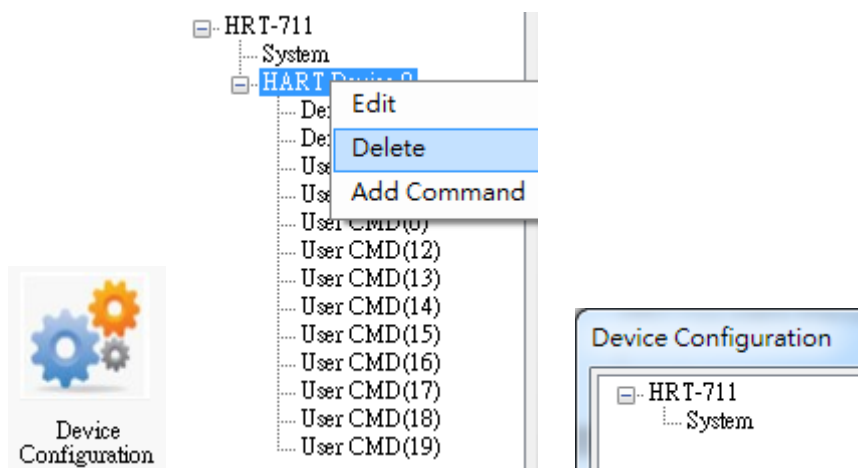 HRT-711
System
HART
Edit
Delete
Add Command
User CMD(12)
User CMD(13)
User CMD(14)
User CMD(15)
User CMD(16)
User CMD(17)
User CMD(18)
User CMD(19)
Device
Configuration
Device Configuration
HRT-711
System